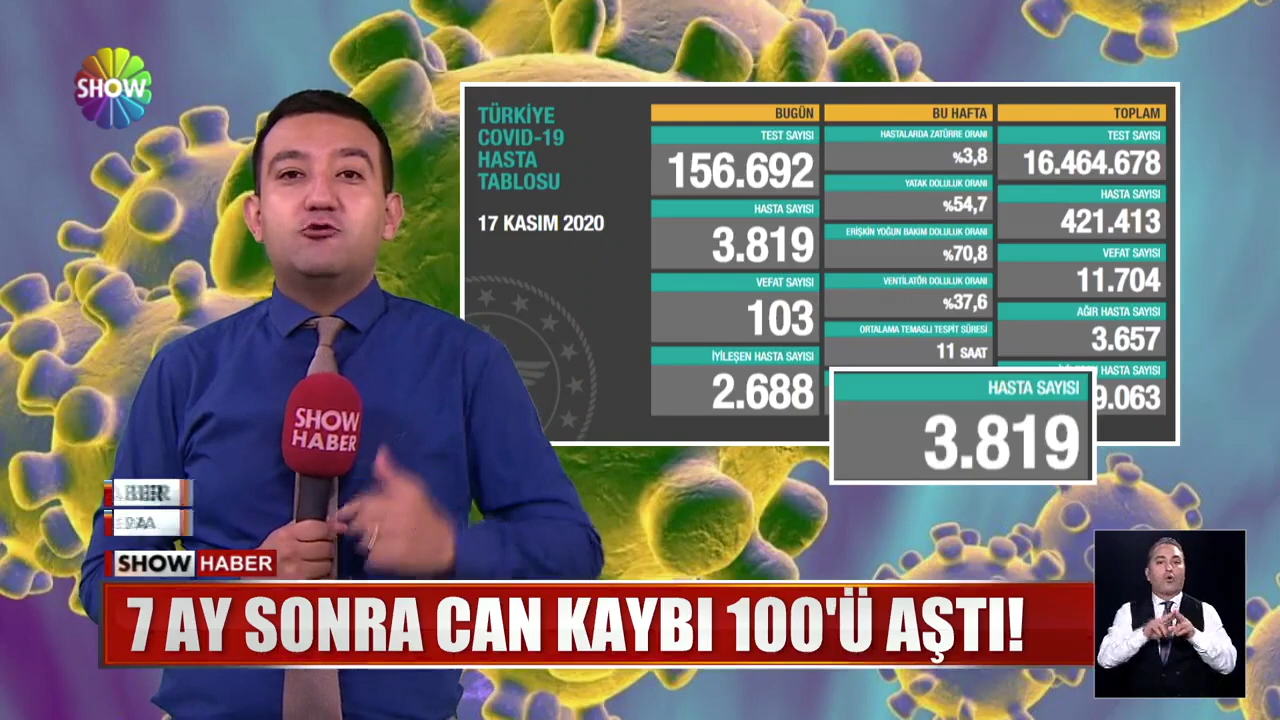 SHOW
TÜRKİYE
COVID-19
HASTA
TABLOSU
17 KASIM 2020
BUGÜN
TEST SAYISI
156.692
HASTA SAYISI
3.819
VEFAT SAYISI
103
İYİLEŞEN HASTA SAYISI
2.688
BU HAFTA
HASTALARDA ZATÜRRE ORANI
%3,8
YATAK DOLULUK ORANI
%54,7
ERİŞKİN YOĞUN BAKIM DOLULUK ORANI
%70,8
VENTİLATÖR DOLULUK ORANI
%37,6
ORTALAMA TEMASLI TESPİT SÜRESİ
11 SAAT
TOPLAM
TEST SAYISI
16.464.678
HASTA SAYISI
421.413
VEFAT SAYISI
11.704
AĞIR HASTA SAYISI
3.657
HASTA SAYISI
9.063
HASTA SAYISI
3.819
SHOW
HABER
SHOW HABER
7 AY SONRA CAN KAYBI 100'Ü AŞTI!